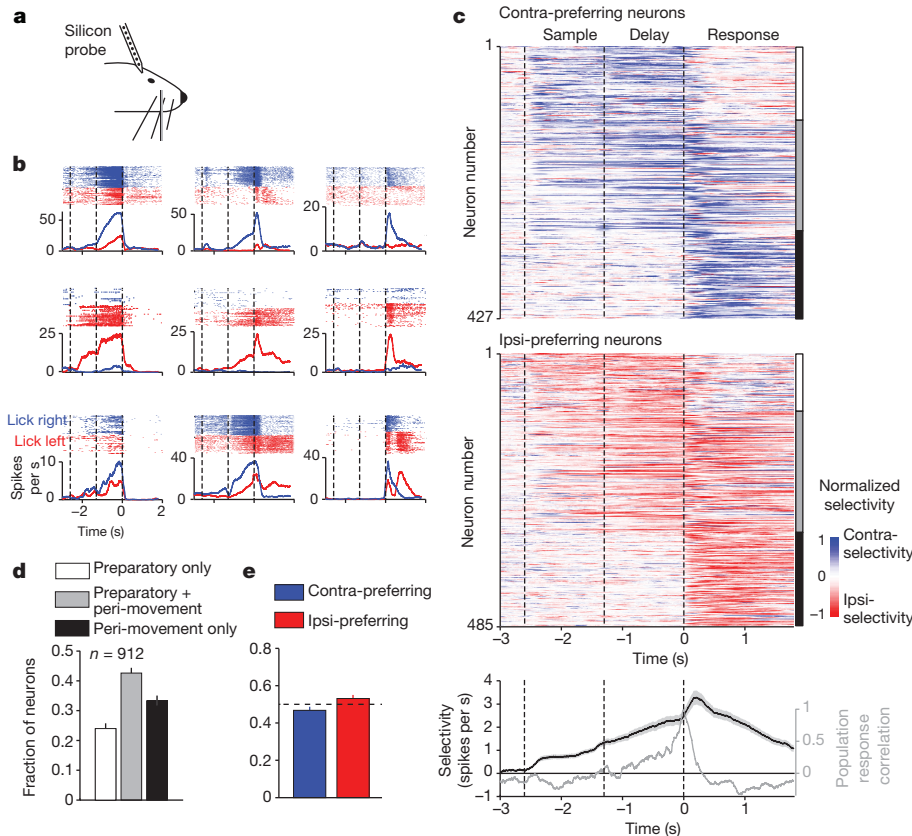 a
Silicon
probe
b
50
0
50
0
20
0
25
0
25
0
25
0
Lick right
Lick left
Spikes
per s
10
0
40
0
40
0
−2 0 2
Time (s)
c
Contra-preferring neurons
Sample Delay Response
1
Neuron number
427
Ipsi-preferring neurons
1
Neuron number
485
−3 −2 −1 0 1
Time (s)
Normalized
selectivity
1
0
−1
Contra-
selectivity
Ipsi-
selectivity
d
Preparatory only
Preparatory +
peri-movement
Peri-movement only
n = 912
Fraction of neurons
0.5
0.4
0.3
0.2
0.1
0
e
Contra-preferring
Ipsi-preferring
0.8
0.6
0.4
0.2
0
Selectivity
(spikes per s)
4
3
2
1
0
−1
−3 −2 −1 0 1
Time (s)
1
0.5
0
Population
response
correlation